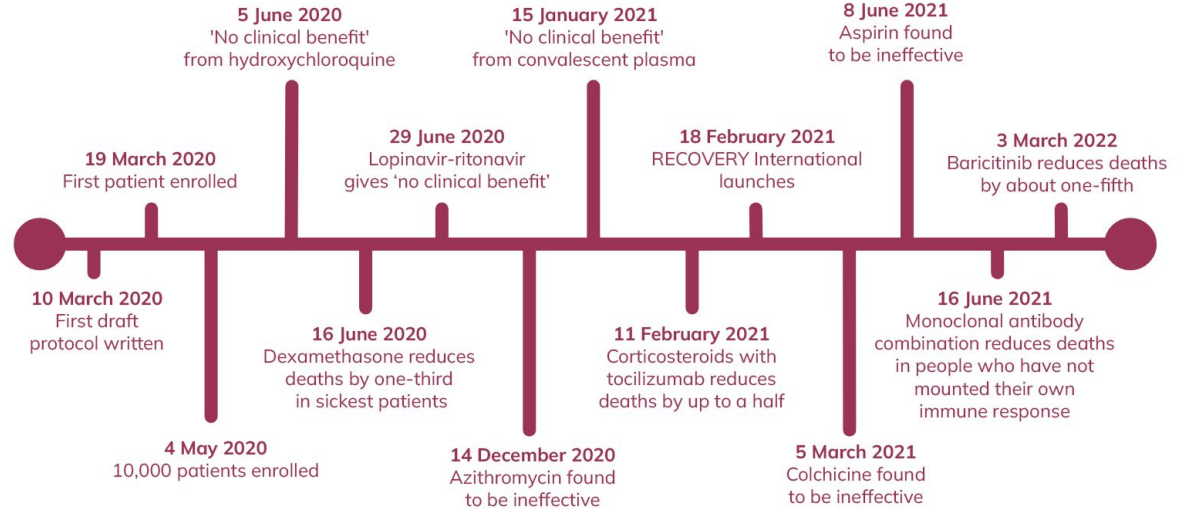 10 March 2020
First draft
protocol written
19 March 2020
First patient enrolled
4 May 2020
10,000 patients enrolled
5 June 2020
'No clinical benefit'
from hydroxychloroquine
16 June 2020
Dexamethasone reduces
deaths by one-third
in sickest patients
29 June 2020
Lopinavir-ritonavir
gives ‘no clinical benefit’
14 December 2020
Azithromycin found
to be ineffective
15 January 2021
'No clinical benefit'
from convalescent plasma
11 February 2021
Corticosteroids with
tocilizumab reduces
deaths by up to a half
18 February 2021
RECOVERY International
launches
5 March 2021
Colchicine found
to be ineffective
8 June 2021
Aspirin found
to be ineffective
16 June 2021
Monoclonal antibody
combination reduces deaths
in people who have not
mounted their own
immune response
3 March 2022
Baricitinib reduces deaths
by about one-fifth